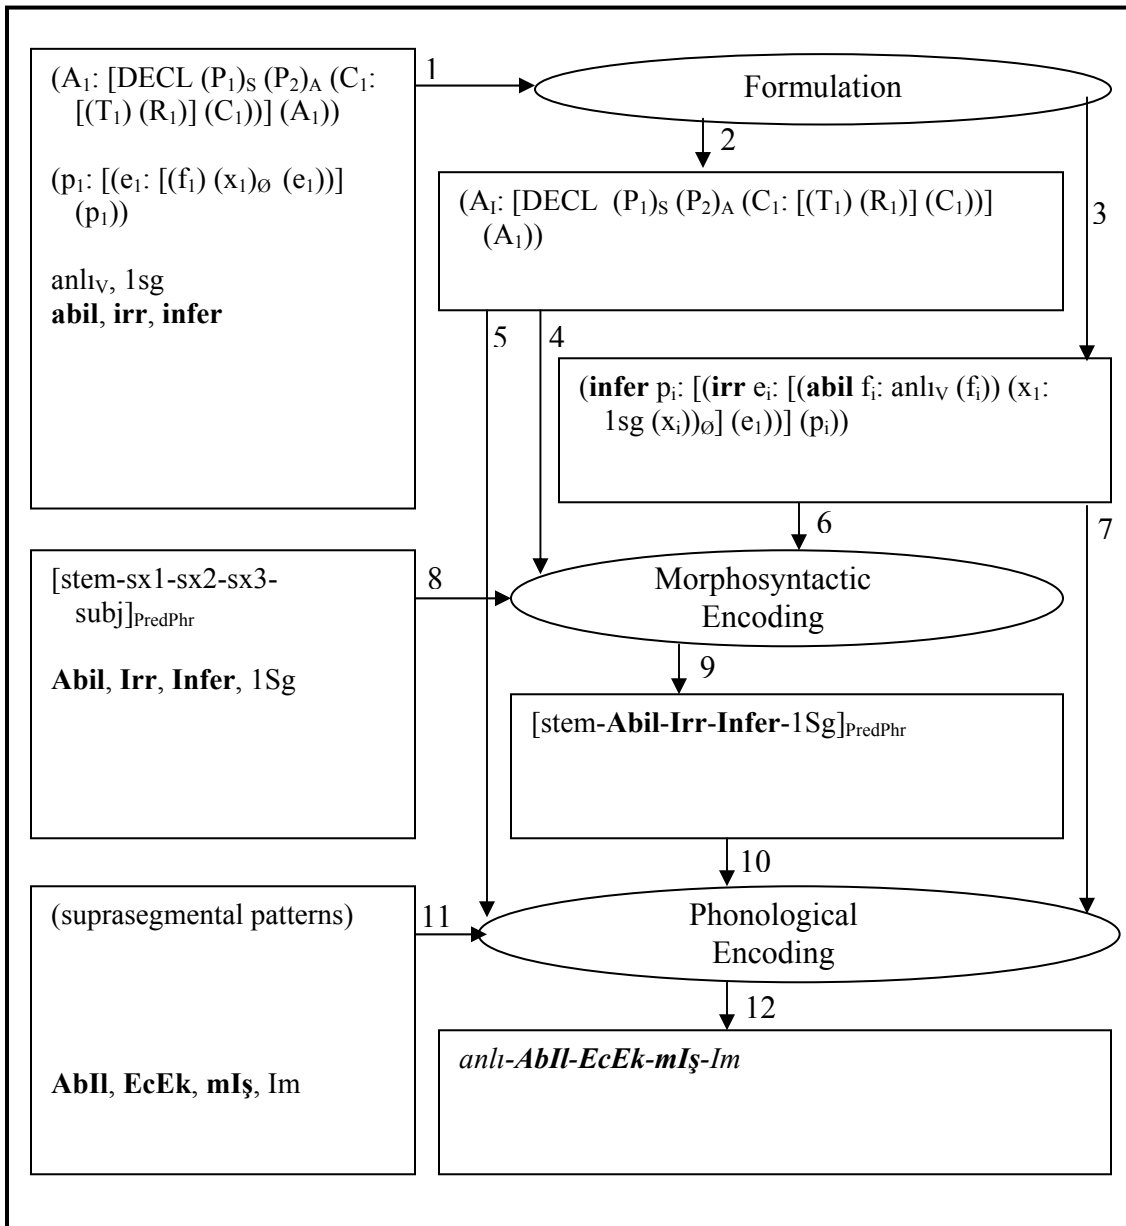 (A₁: [DECL (P₁)S (P₂)A (C₁:
[(T₁) (R₁)] (C₁))] (A₁))
(p₁: [(e₁: [(f₁) (x₁)Ø (e₁))]
(p₁))
anlıV, 1sg
abil, irr, infer
1
Formulation
2
3
(AI: [DECL (P₁)S (P₂)A (C₁: [(T₁) (R₁)] (C₁))]
(A₁))
5
4
(infer pi: [(irr ei: [(abil fi: anlıV (fi)) (x₁:
1sg (xi))Ø] (e₁))] (pi))
6
7
[stem-sx1-sx2-sx3-
subj]PredPhr
Abil, Irr, Infer, 1Sg
8
Morphosyntactic
Encoding
9
[stem-Abil-Irr-Infer-1Sg]PredPhr
10
(suprasegmental patterns)
AbIl, EcEk, mIş, Im
11
Phonological
Encoding
12
anlı-AbIl-EcEk-mIş-Im